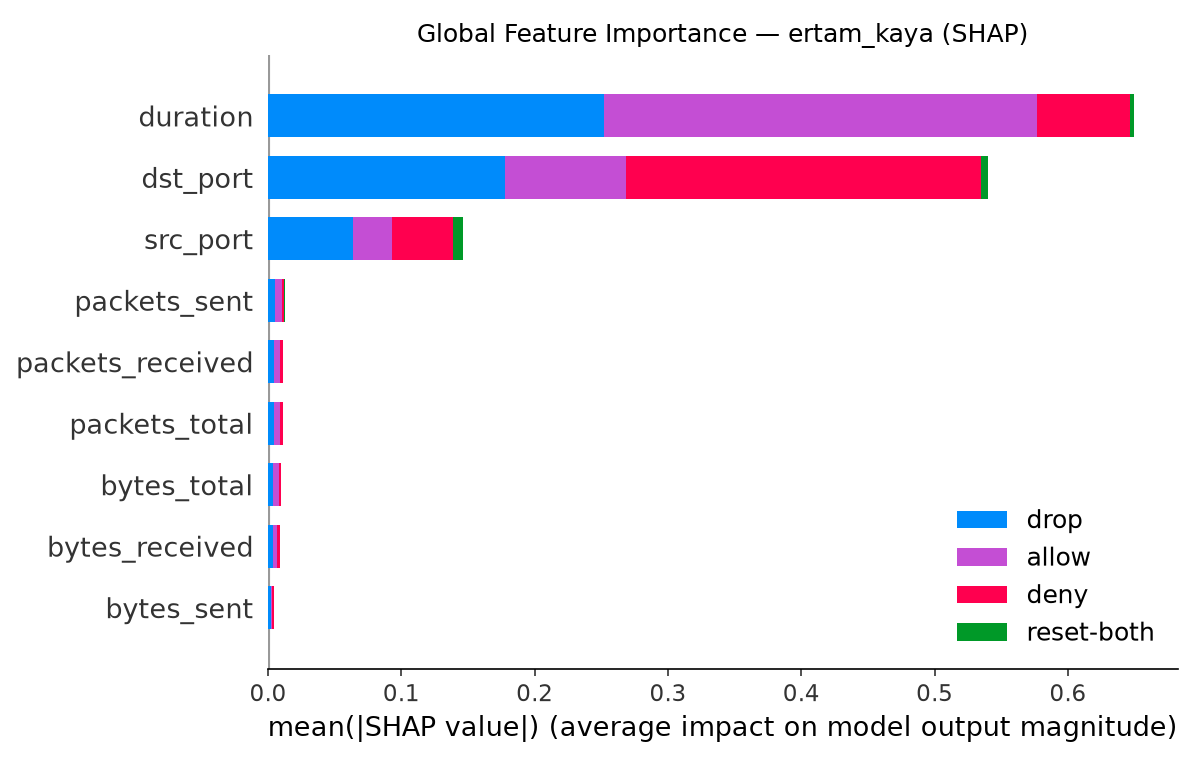 Global Feature Importance — ertam_kaya (SHAP)
duration
dst_port
src_port
packets_sent
packets_received
packets_total
bytes_total
bytes_received
bytes_sent
drop
allow
deny
reset-both
0.0 0.1 0.2 0.3 0.4 0.5 0.6
mean(|SHAP value|) (average impact on model output magnitude)